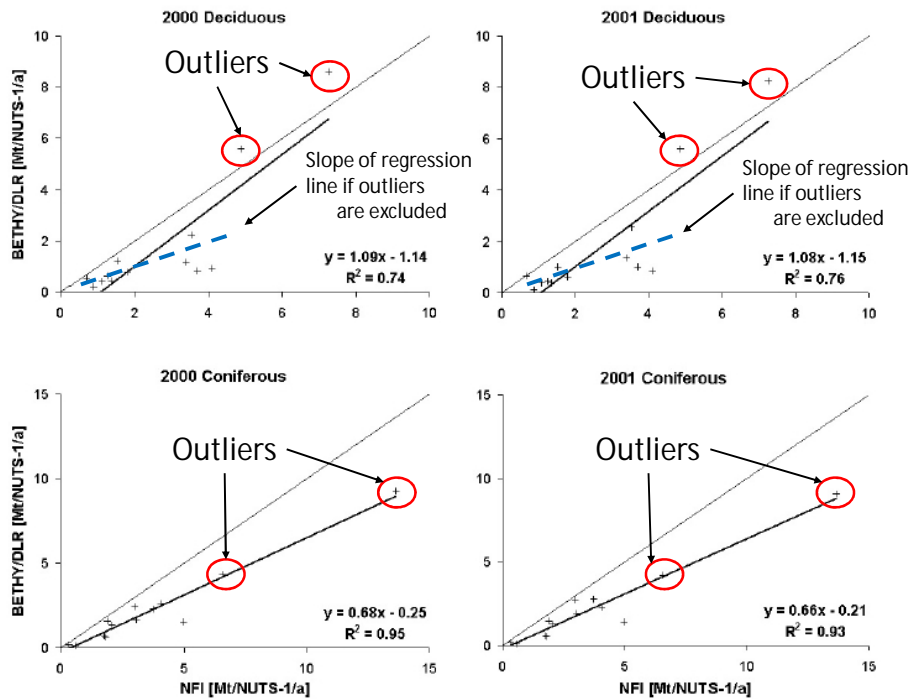 2000 Deciduous
BETHY/DLR [Mt/NUTS-1/a]
10
8
6
4
2
0
0
2
4
6
8
10
Outliers
Slope of regression
line if outliers
are excluded
y = 1.09x - 1.14
R² = 0.74
2001 Deciduous
10
8
6
4
2
0
0
2
4
6
8
10
Outliers
Slope of regression
line if outliers
are excluded
y = 1.08x - 1.15
R² = 0.76
2000 Coniferous
BETHY/DLR [Mt/NUTS-1/a]
15
10
5
0
0
5
10
15
NFI [Mt/NUTS-1/a]
Outliers
y = 0.68x - 0.25
R² = 0.95
2001 Coniferous
15
10
5
0
0
5
10
15
NFI [Mt/NUTS-1/a]
Outliers
y = 0.66x - 0.21
R² = 0.93